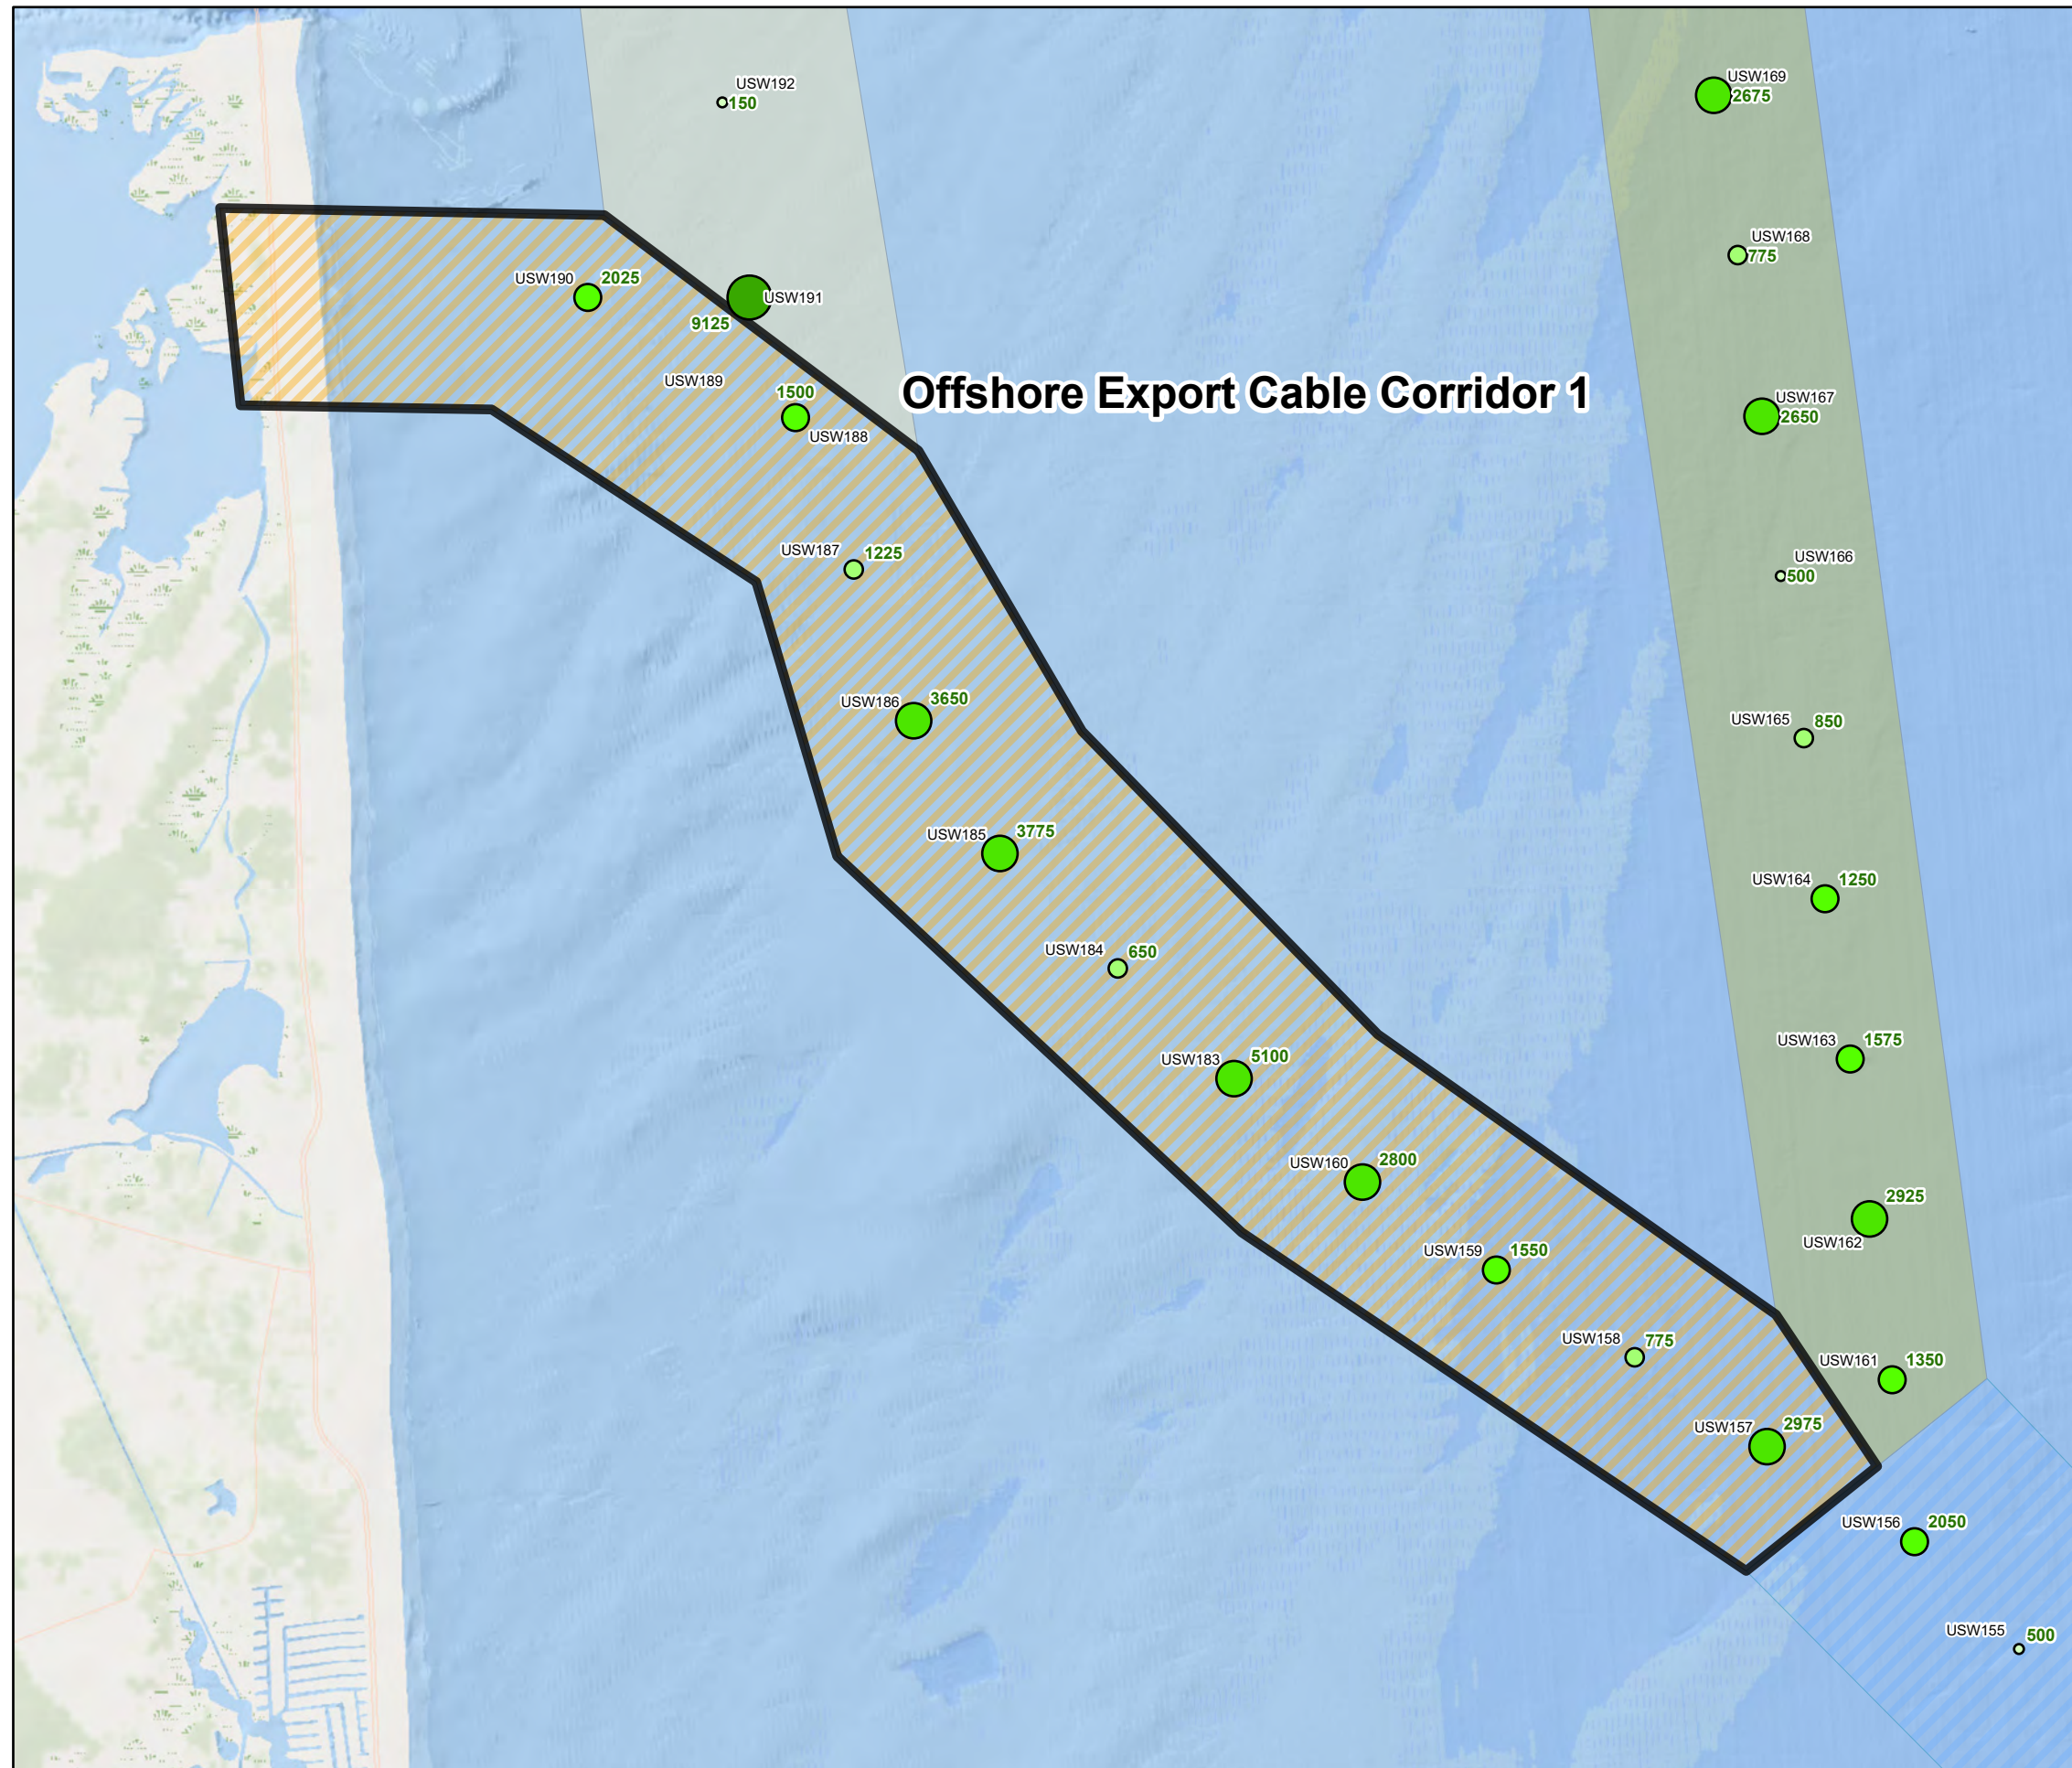 USW192
150
USW169
2675
USW168
775
USW190
2025
USW191
9125
USW189
1500
USW188
Offshore Export Cable Corridor 1
USW167
2650
USW187
1225
USW166
500
USW186
3650
USW165
850
USW185
3775
USW164
1250
USW184
650
USW163
1575
USW183
5100
USW160
2800
2925
USW162
USW159
1550
USW158
775
USW161
1350
USW157
2975
USW156
2050
USW155
500